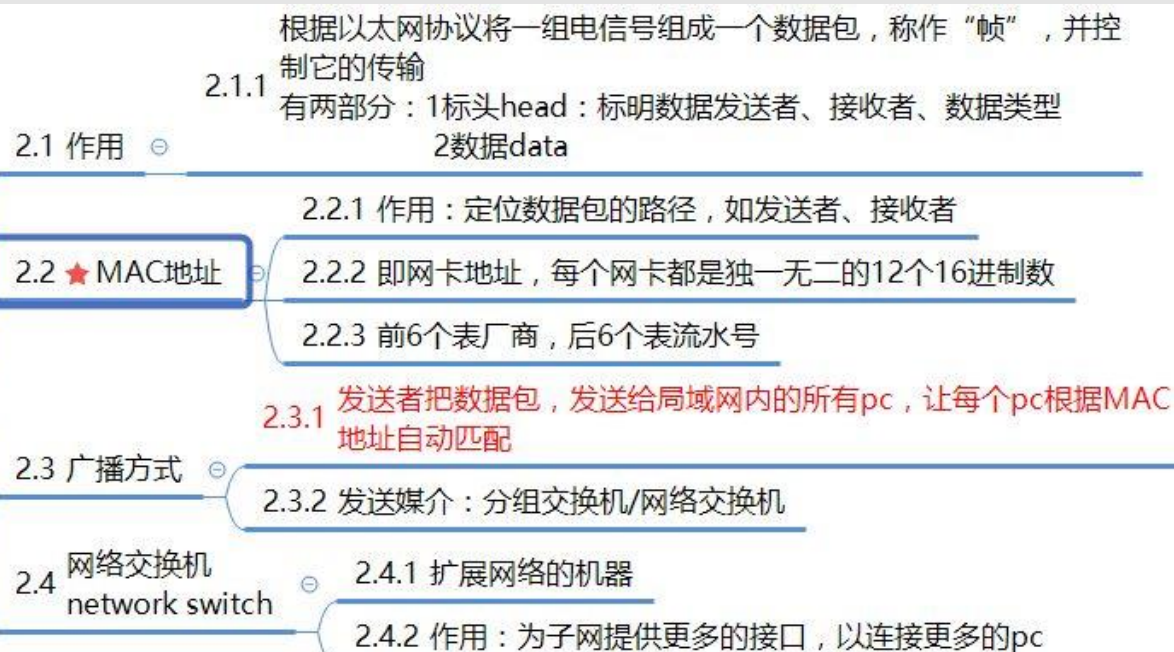 2.1 作用
2.1.1
根据以太网协议将一组电信号组成一个数据包，称作“帧”，并控
制它的传输
有两部分：1标头head：标明数据发送者、接收者、数据类型
2数据data
2.2 MAC地址
2.2.1 作用：定位数据包的路径，如发送者、接收者
2.2.2 即网卡地址，每个网卡都是独一无二的12个16进制数
2.2.3 前6个表厂商，后6个表流水号
2.3 广播方式
2.3.1
发送者把数据包，发送给局域网内的所有pc，让每个pc根据MAC
地址自动匹配
2.3.2 发送媒介：分组交换机/网络交换机
2.4
网络交换机
network switch
2.4.1 扩展网络的机器
2.4.2 作用：为子网提供更多的接口，以连接更多的pc